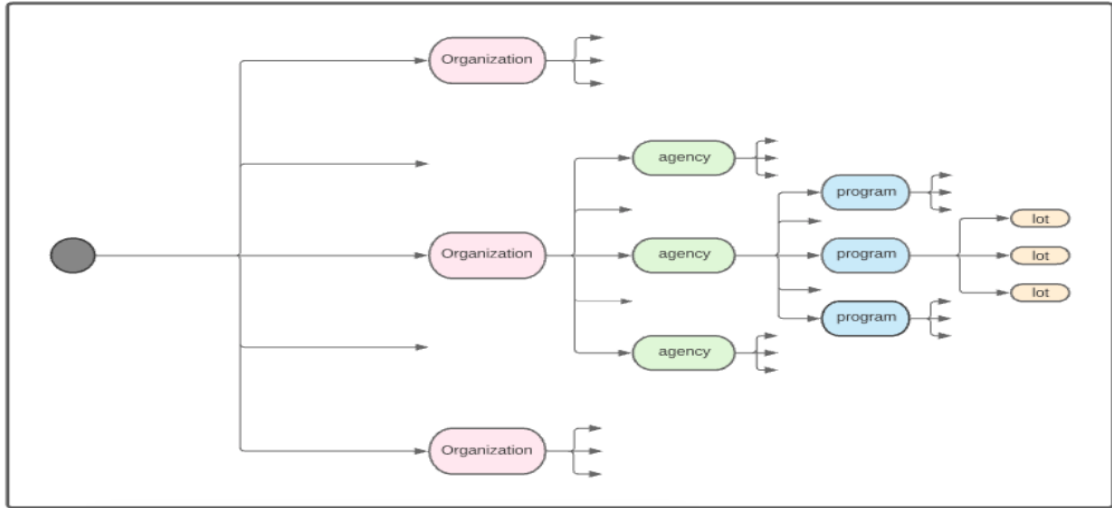 Organization
agency
program
lot
Organization
agency
program
lot
lot
program
agency
Organization